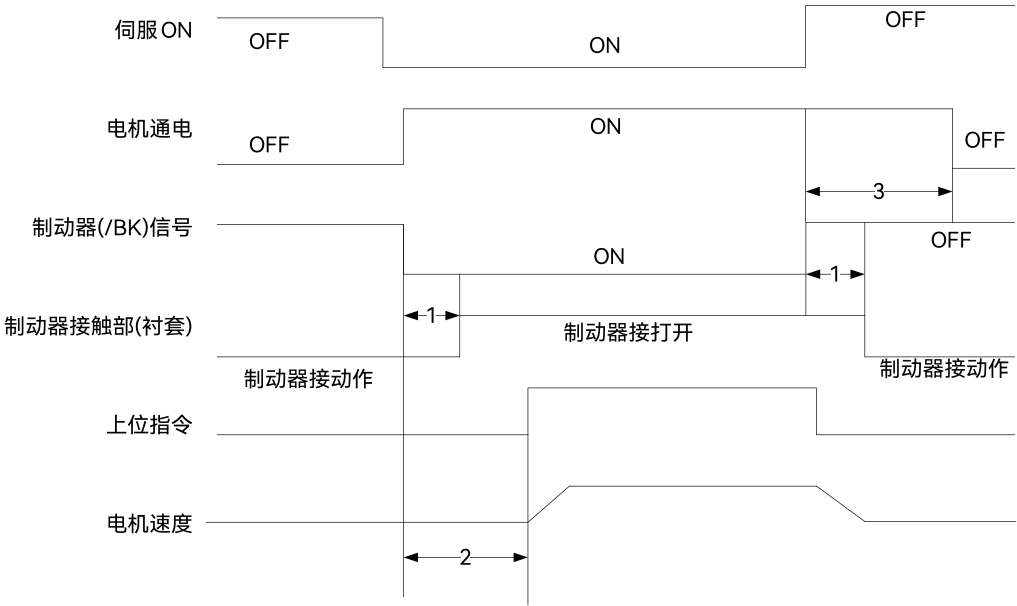 伺服ON
OFF
ON
OFF
电机通电
OFF
ON
OFF
3
制动器(/BK)信号
ON
OFF
1
1
制动器接触部(衬套)
制动器接打开
制动器接动作
制动器接动作
上位指令
电机速度
2